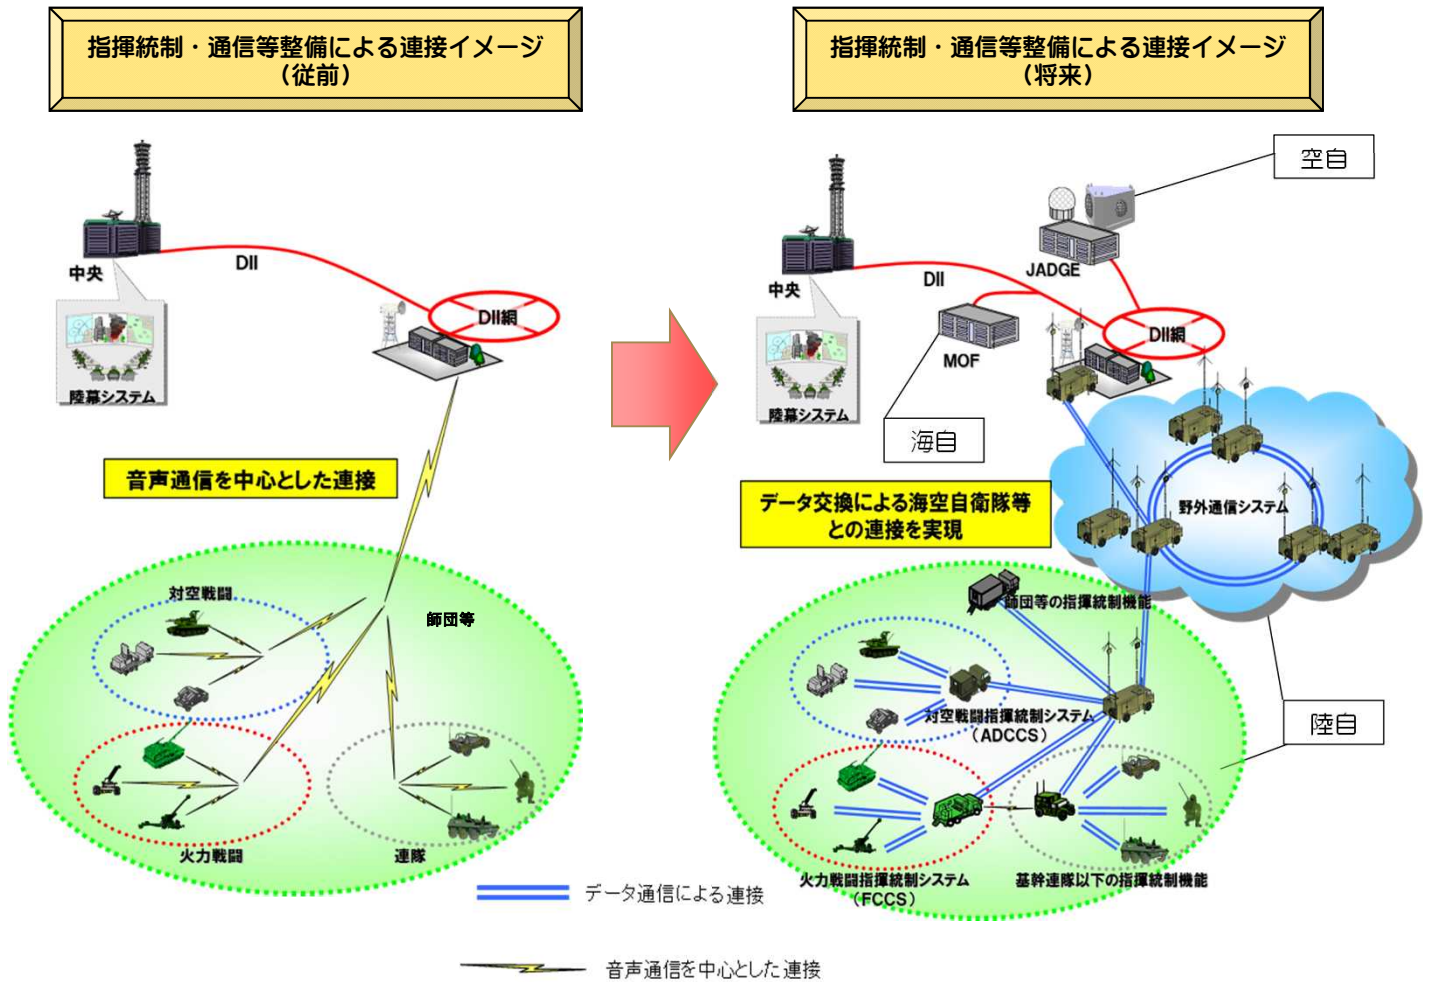 指揮統制・通信等整備による連接イメージ
（従前）
中央
DII
DII網
陸幕システム
音声通信を中心とした連接
対空戦闘
師団等
火力戦闘
連隊
指揮統制・通信等整備による連接イメージ
（将来）
空自
中央
DII
JADGE
MOF
DII網
陸幕システム
海自
データ交換による海空自衛隊等
との連接を実現
野外通信システム
師団等の指揮統制機能
対空戦闘指揮統制システム
（ADCCS）
陸自
火力戦闘指揮統制システム
（FCCS）
基幹連隊以下の指揮統制機能
データ通信による連接
音声通信を中心とした連接